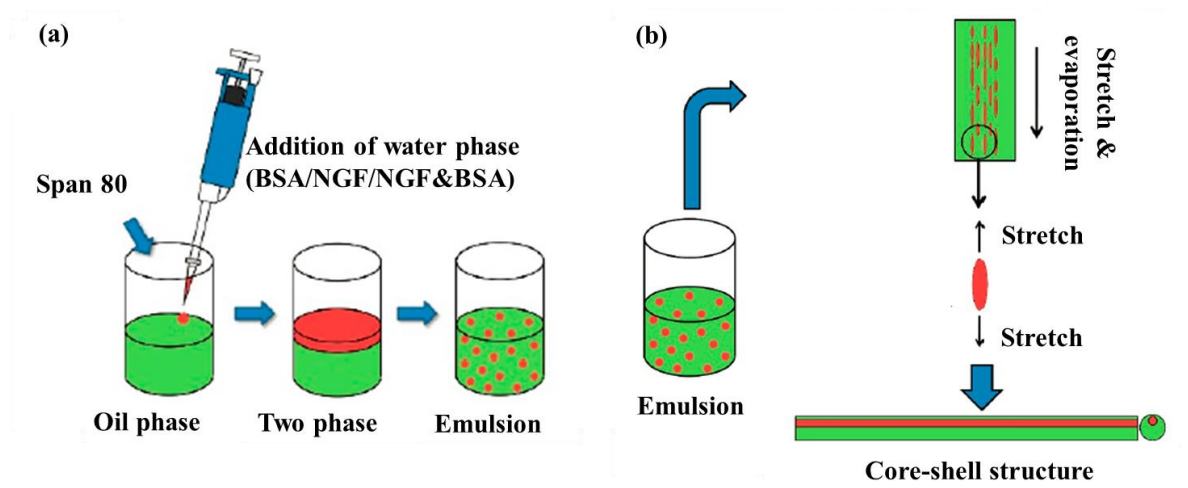 (a)
Addition of water phase
(BSA/NGF/NGF&BSA)
Span 80
Oil phase
Two phase
Emulsion
(b)
Stretch &
evaporation
Stretch
Stretch
Emulsion
Core-shell structure